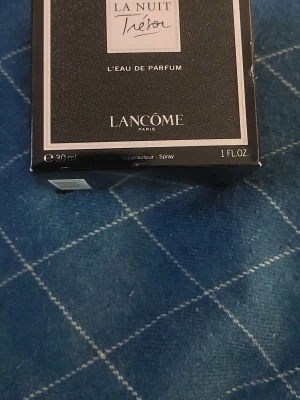 LA NUIT
Trésor
L'EAU DE PARFUM
LANCÔME
PARIS
e 30 ml Vaporisateur - Spray 1 FL.OZ.